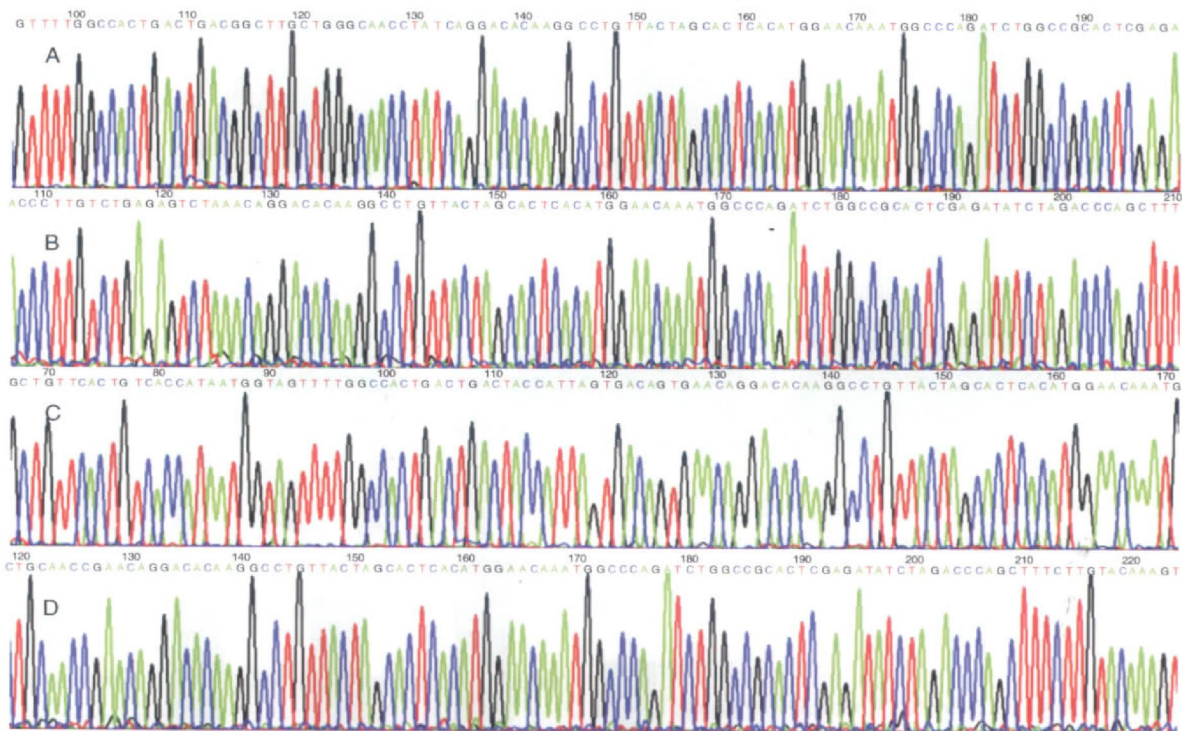 100 110 120 130 140 150 160 170 180 190
GTTTTGGCCACTGACTGACGGCTTGCTGGGCAACCTATCAGGACACAAGGCCTGTTACTAGCACTCACATGGAACAAATGGCCCAGATCTGGCCGCACTCGAGA
A
110 120 130 140 150 160 170 180 190 200 210
ACCCTTGTCTGAGAGTCTAAACAGGACACAAGGCCTGTTACTAGCACTCACATGGAACAAATGGCCCAGATCTGGCCGCACTCGAGATATCTAGACCCAGCTTT
B
70 80 90 100 110 120 130 140 150 160 170
GCTGTTCACTGTCACCATAATGGTAGTTTTGGCCACTGACTGACTACCATTAGTGACAGTGAACAGGACACAAGGCCTGTTACTAGCACTCACATGGAACAAATG
C
120 130 140 150 160 170 180 190 200 210 220
CTGCAACCGAACAGGACACAAGGCCTGTTACTAGCACTCACATGGAACAAATGGCCCAGATCTGGCCGCACTCGAGATATCTAGACCCAGCTTTCTTGTACAAAGT
D